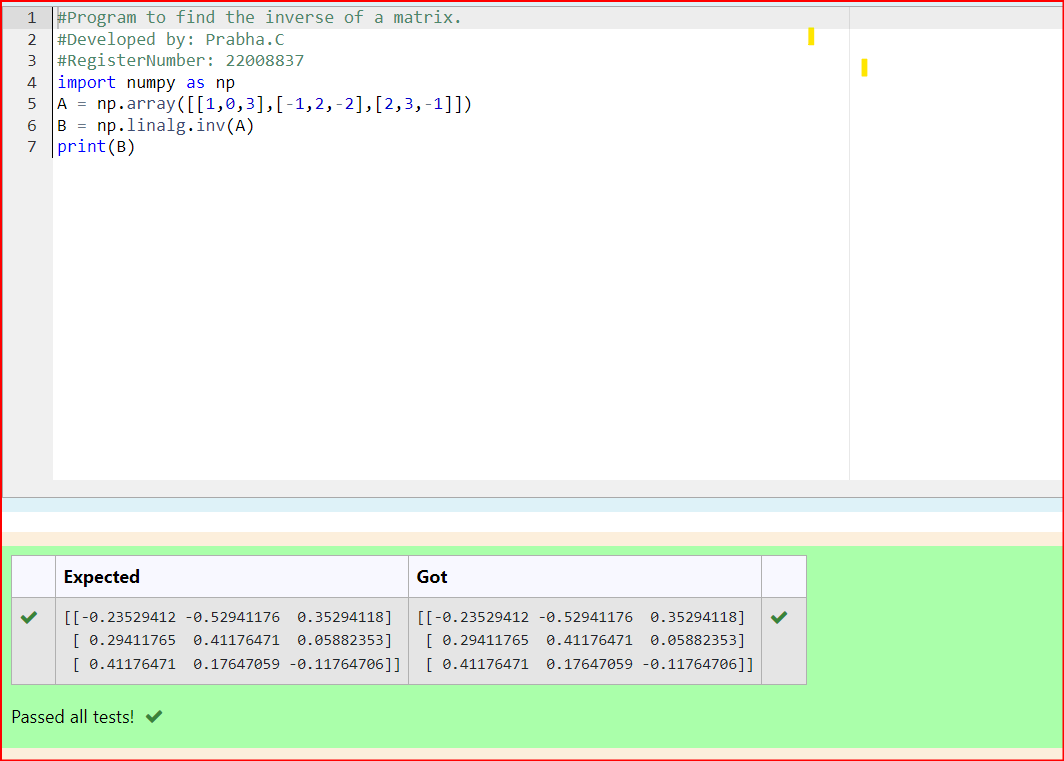 1 #Program to find the inverse of a matrix.
2 #Developed by: Prabha.C
3 #RegisterNumber: 22008837
4 import numpy as np
5 A = np.array([[1,0,3],[-1,2,-2],[2,3,-1]])
6 B = np.linalg.inv(A)
7 print(B)
Expected Got
[[-0.23529412 -0.52941176  0.35294118] [[-0.23529412 -0.52941176  0.35294118]
[ 0.29411765  0.41176471  0.05882353] [ 0.29411765  0.41176471  0.05882353]
[ 0.41176471  0.17647059 -0.11764706]] [ 0.41176471  0.17647059 -0.11764706]]
Passed all tests!